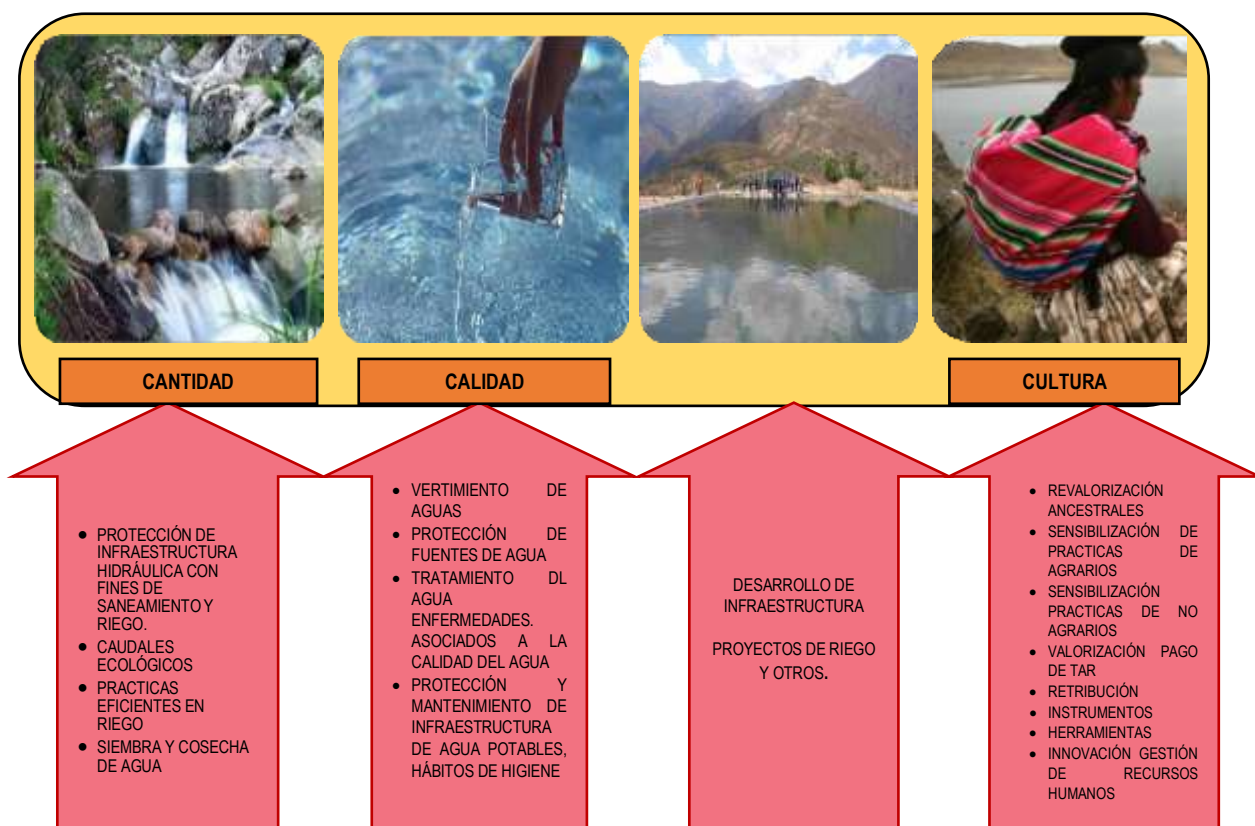 CANTIDAD
CALIDAD
CULTURA
• PROTECCIÓN DE
INFRAESTRUCTURA
HIDRÁULICA CON
FINES DE
SANEAMIENTO Y
RIEGO.
• CAUDALES
ECOLÓGICOS
• PRACTICAS
EFICIENTES EN
RIEGO
• SIEMBRA Y COSECHA
DE AGUA
• VERTIMIENTO DE
AGUAS
• PROTECCIÓN DE
FUENTES DE AGUA
• TRATAMIENTO DL
AGUA
ENFERMEDADES.
ASOCIADOS A LA
CALIDAD DEL AGUA
• PROTECCIÓN Y
MANTENIMIENTO DE
INFRAESTRUCTURA
DE AGUA POTABLES,
HÁBITOS DE HIGIENE
DESARROLLO DE
INFRAESTRUCTURA
PROYECTOS DE RIEGO
Y OTROS.
• REVALORIZACIÓN
ANCESTRALES
• SENSIBILIZACIÓN DE
PRACTICAS DE
AGRARIOS
• SENSIBILIZACIÓN
PRACTICAS DE NO
AGRARIOS
• VALORIZACIÓN PAGO
DE TAR
• RETRIBUCIÓN
• INSTRUMENTOS
• HERRAMIENTAS
• INNOVACIÓN GESTIÓN
DE RECURSOS
HUMANOS